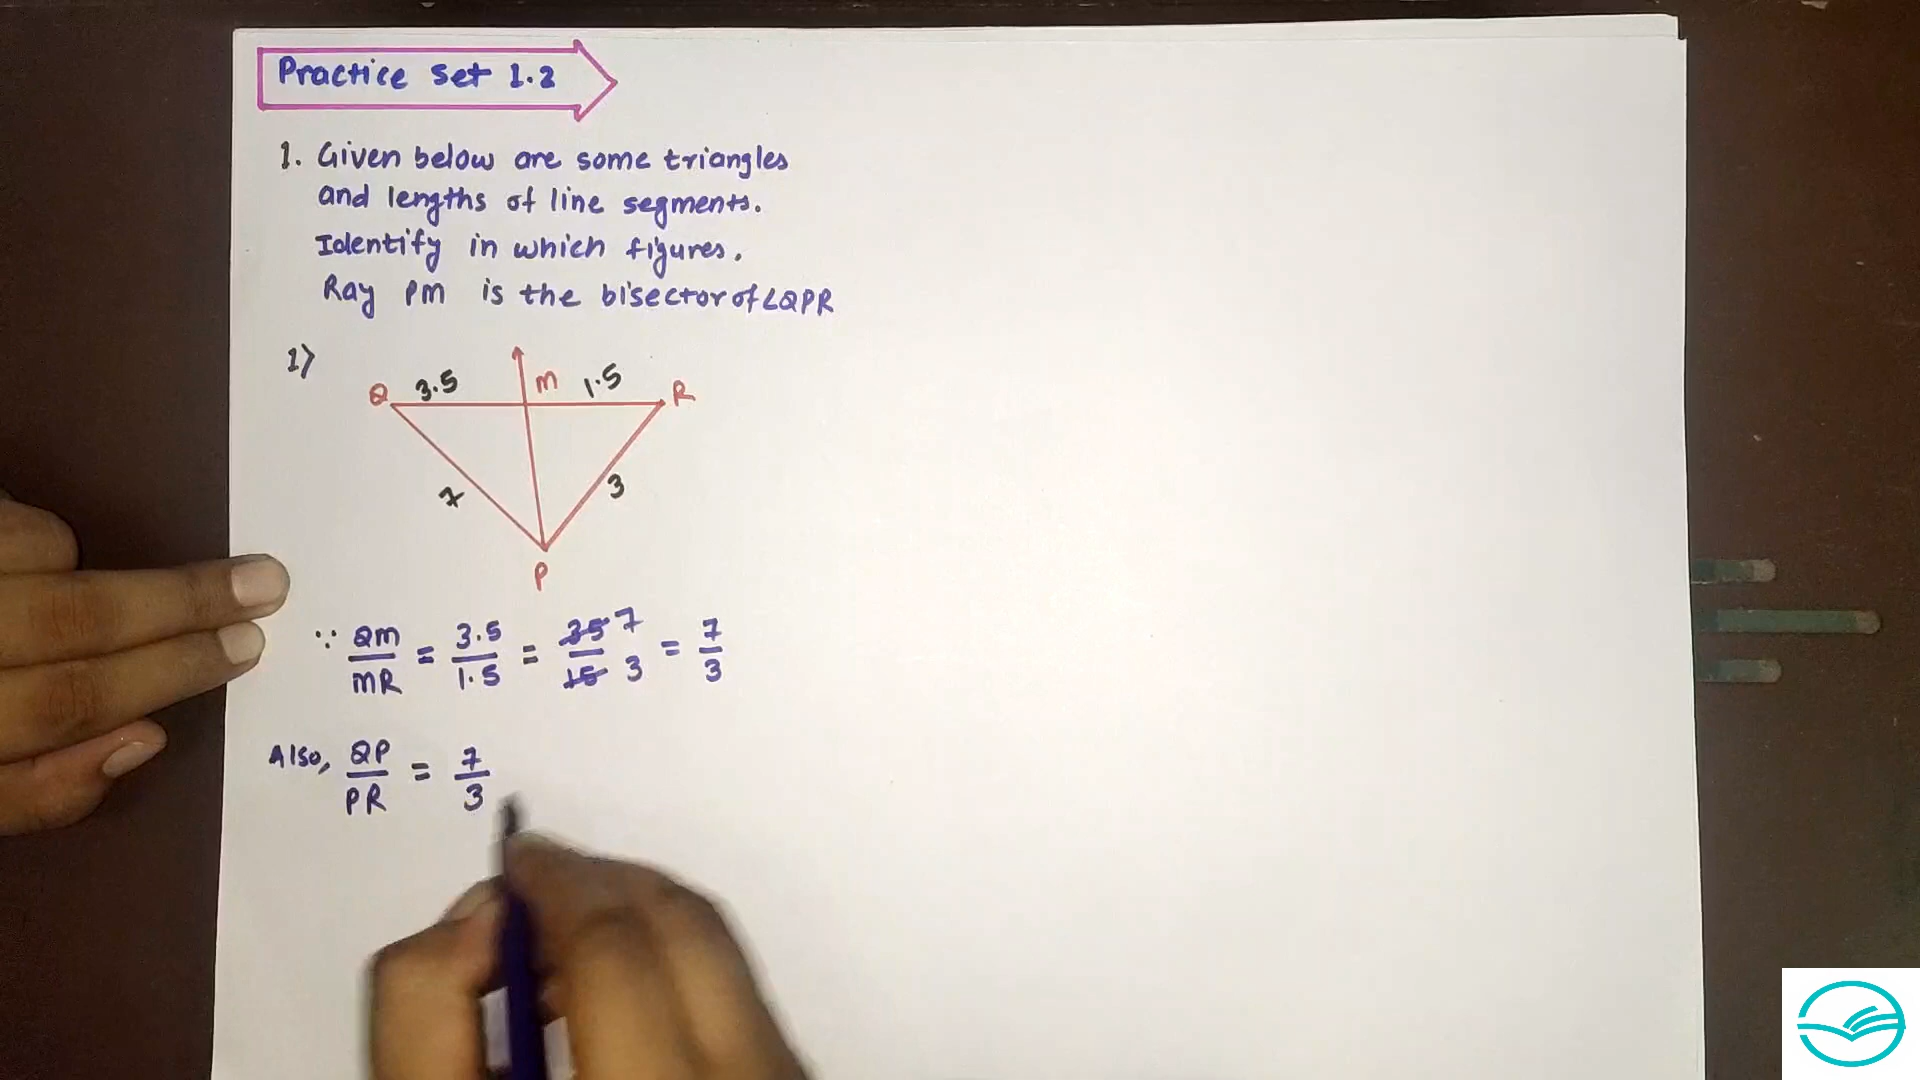 Practice Set 1.2
1. Given below are some triangles
and lengths of line segments.
Identify in which figures.
Ray PM is the bisector of ∠QPR
1)
Q 3.5 M 1.5 R
7 3
P
∵ QM/MR = 3.5/1.5 = 35/15 7/3 = 7/3
Also, QP/PR = 7/3